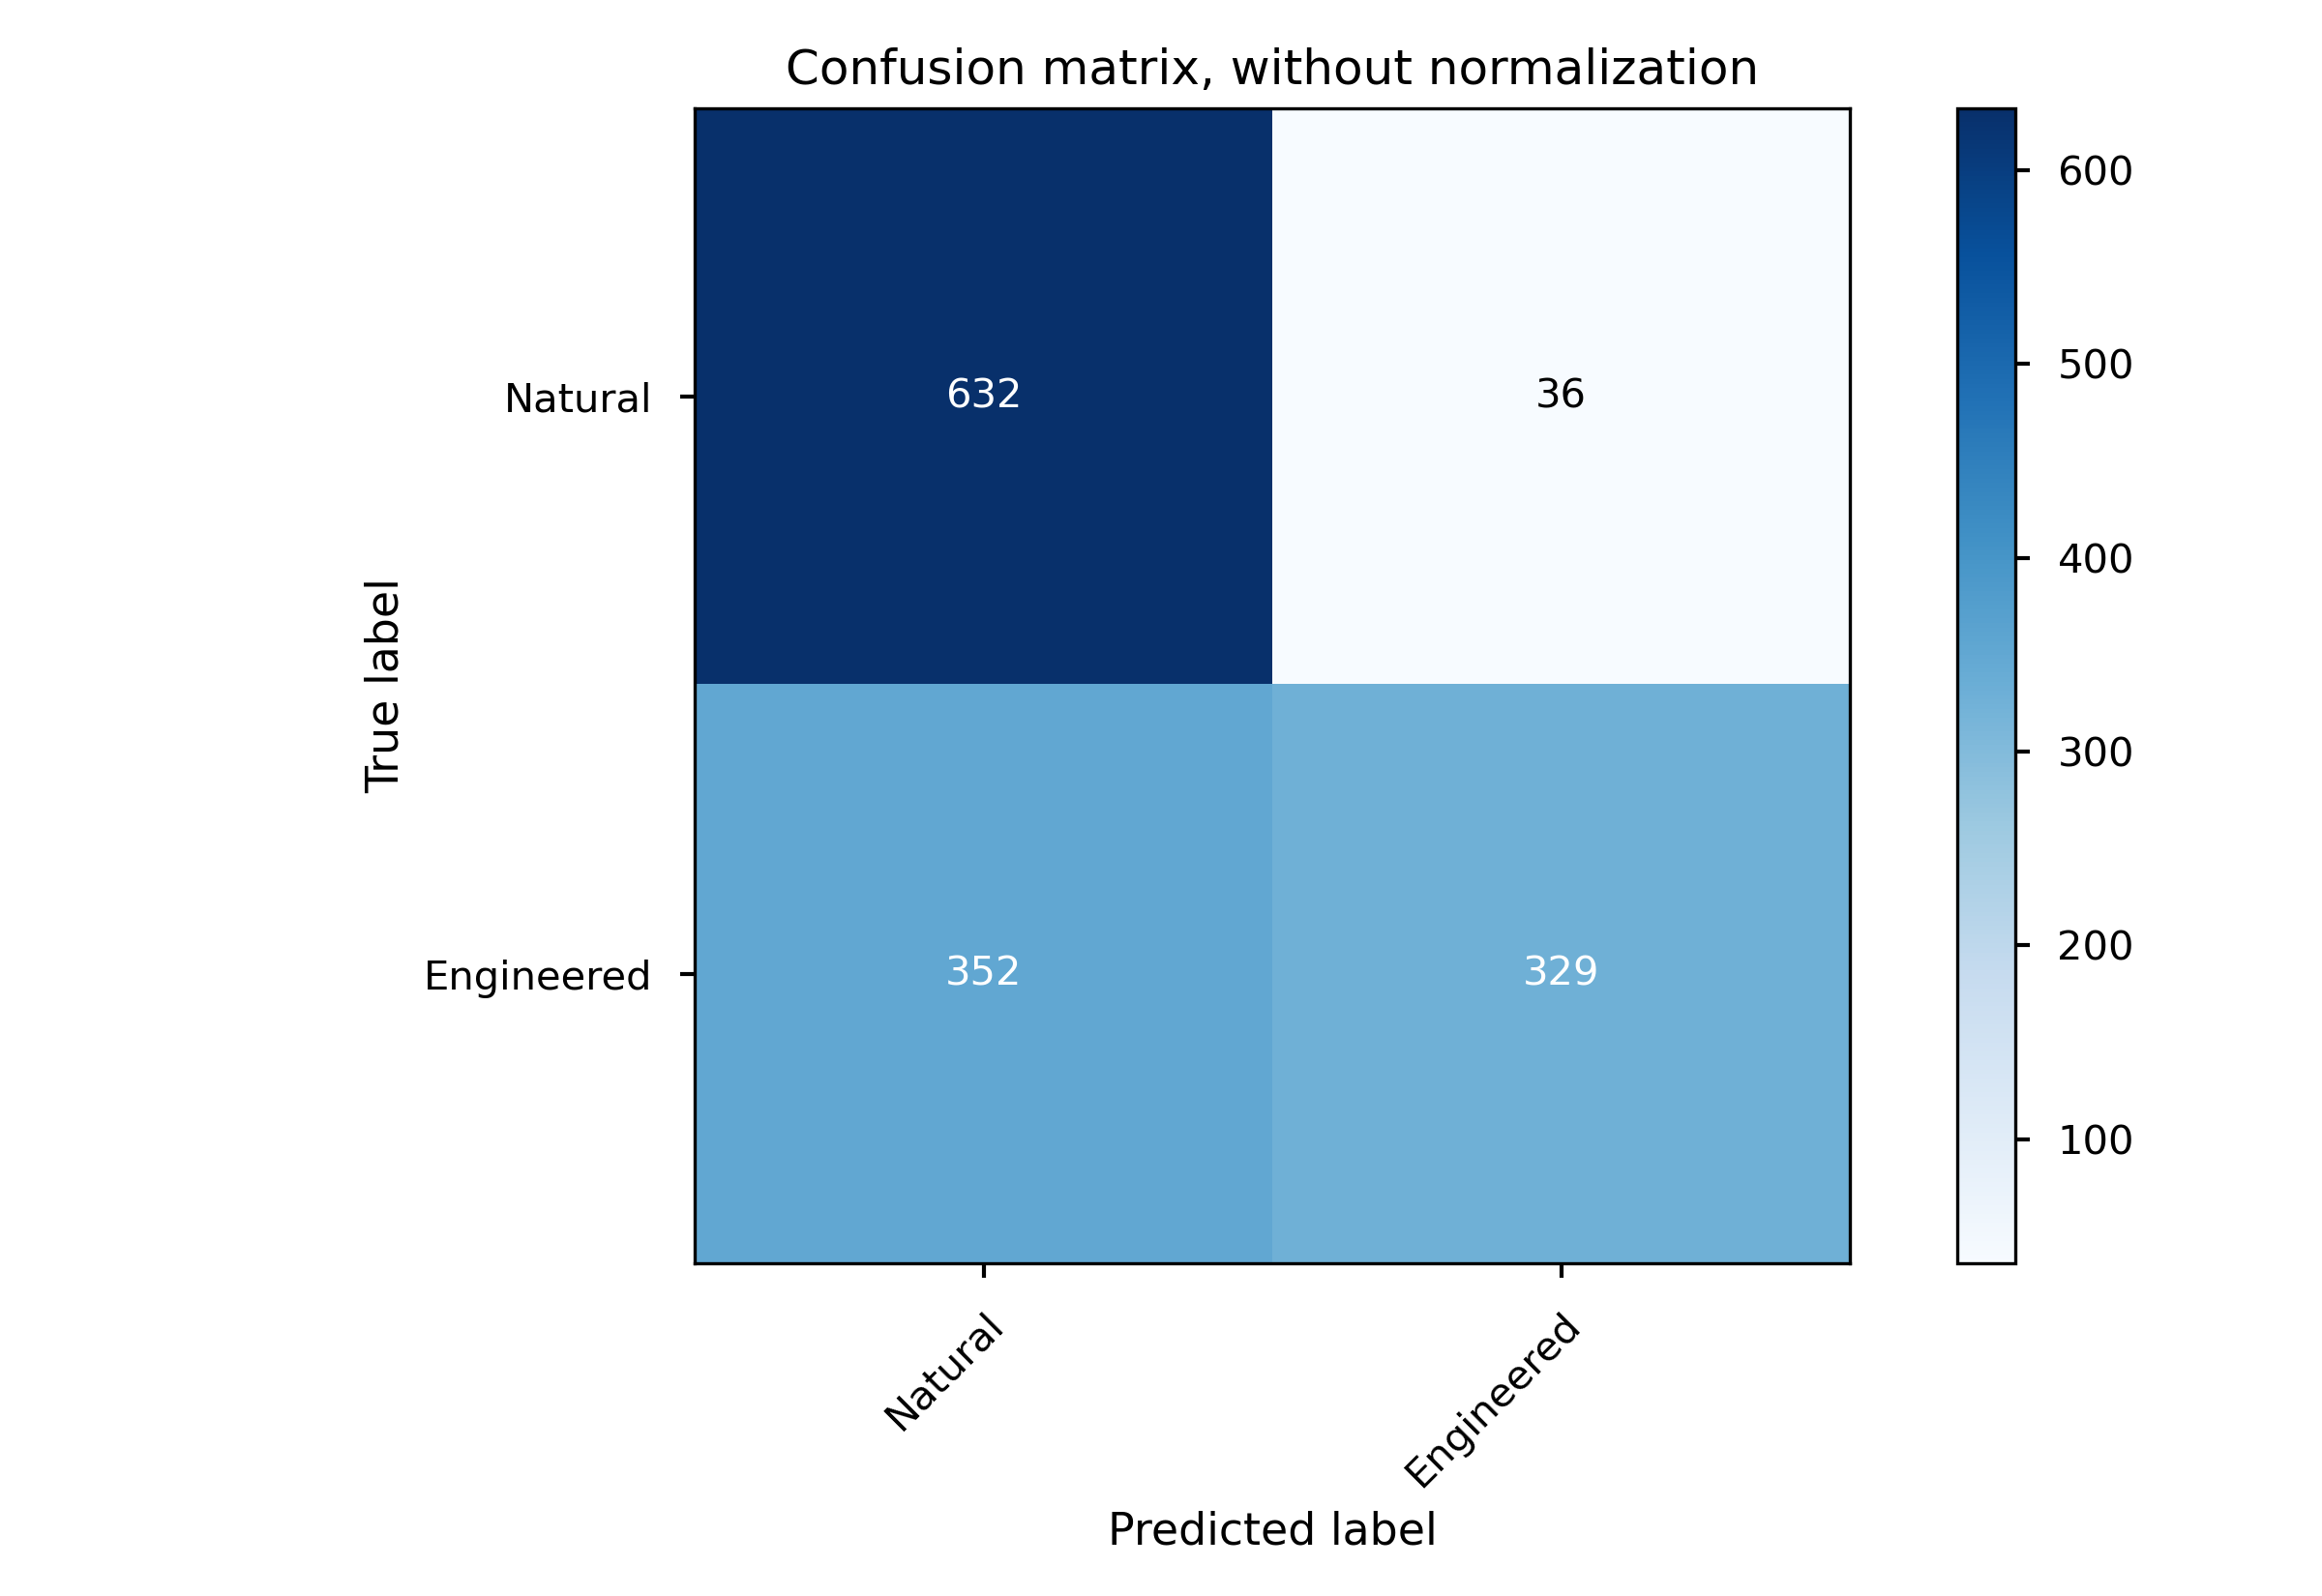 Confusion matrix, without normalization
True label
Natural
Engineered
632
36
352
329
Natural
Engineered
Predicted label
600
500
400
300
200
100